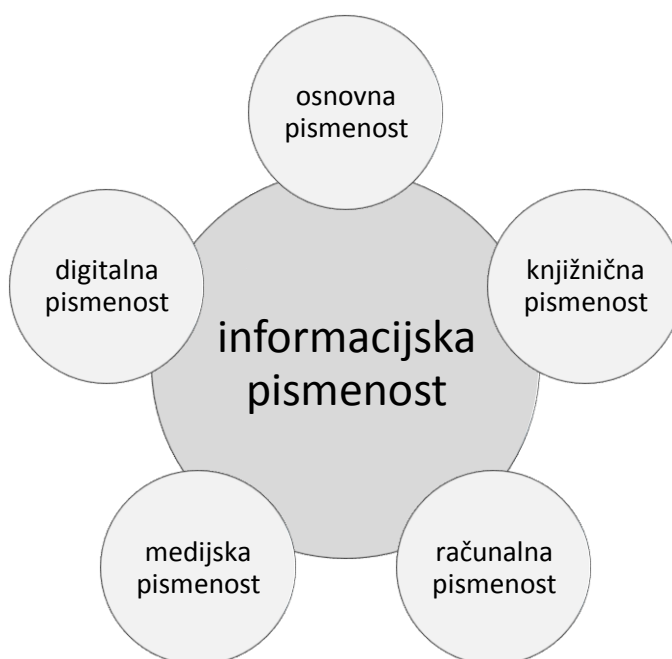 osnovna
pismenost
digitalna
pismenost
knjižnična
pismenost
informacijska
pismenost
medijska
pismenost
računalna
pismenost